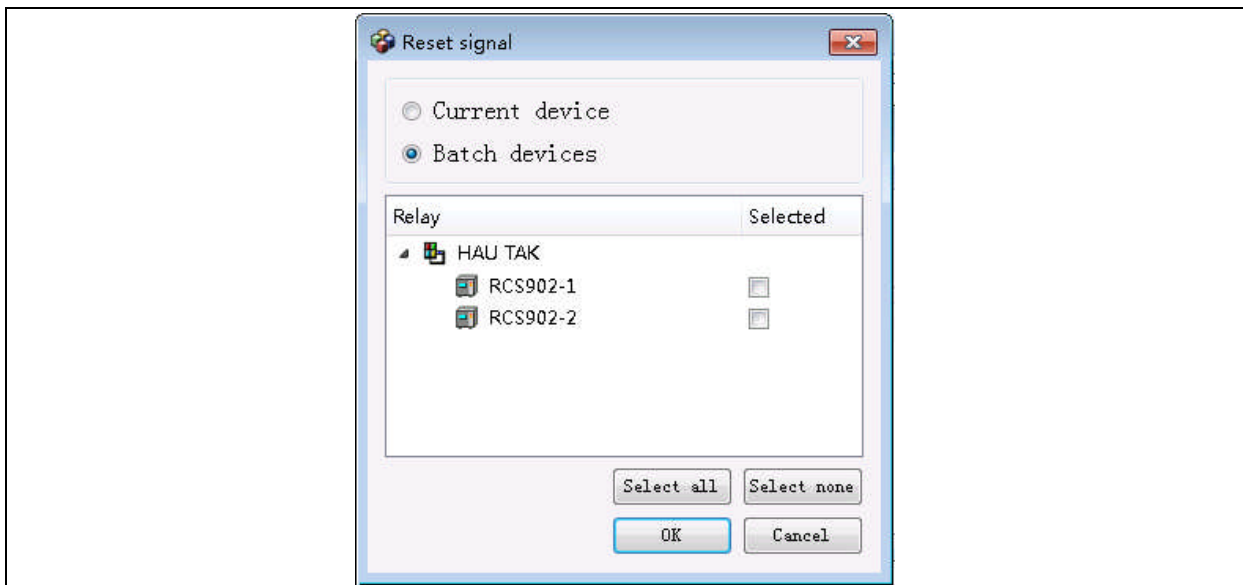 Reset signal
Current device
Batch devices
Relay Selected
HAU TAK
RCS902-1
RCS902-2
Select all Select none
OK Cancel